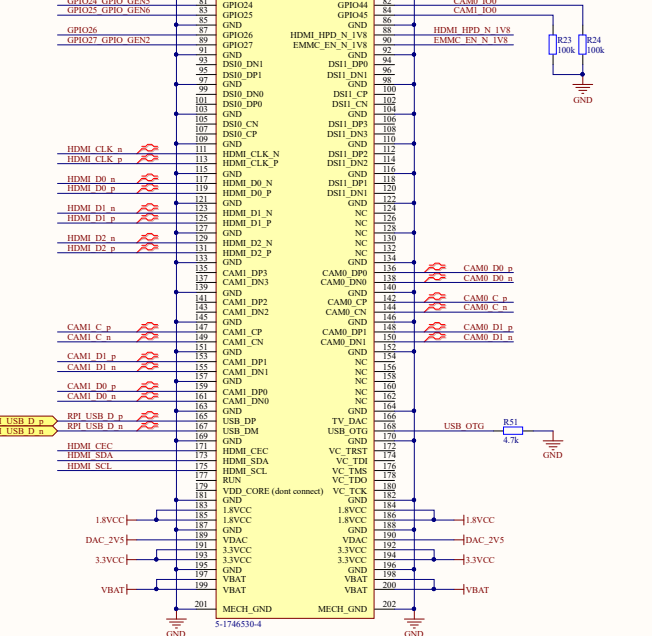 GPIO24_GPIO_GEN5 81 GPIO24 GPIO44 82 CAM0_IO0
GPIO25_GPIO_GEN6 83 GPIO25 GPIO45 84 CAM1_IO0
85 GND GND 86
GPIO26 87 GPIO26 HDMI_HPD_N_1V8 88 HDMI_HPD_N_1V8
GPIO27_GPIO_GEN2 89 GPIO27 EMMC_EN_N_1V8 90 EMMC_EN_N_1V8
R23 R24
100k 100k
91 GND GND 92
93 DSI0_DN1 DSI1_DP0 94
95 DSI0_DP1 DSI1_DN1 96
97 GND GND 98
GND
99 DSI0_DN0 DSI1_CP 100
101 DSI0_DP0 DSI1_CN 102
103 GND GND 104
105 DSI0_CN DSI1_DP3 106
107 DSI0_CP DSI1_DN3 108
109 GND GND 110
HDMI_CLK_n 111 HDMI_CLK_N DSI1_DP2 112
HDMI_CLK_p 113 HDMI_CLK_P DSI1_DN2 114
115 GND GND 116
HDMI_D0_n 117 HDMI_D0_N DSI1_DP1 118
HDMI_D0_p 119 HDMI_D0_P DSI1_DN1 120
121 GND GND 122
HDMI_D1_n 123 HDMI_D1_N NC 124
HDMI_D1_p 125 HDMI_D1_P NC 126
127 GND NC 128
HDMI_D2_n 129 HDMI_D2_N NC 130
HDMI_D2_p 131 HDMI_D2_P NC 132
133 GND GND 134
135 CAM1_DP3 CAM0_DP0 136 CAM0_D0_p
137 CAM1_DN3 CAM0_DN0 138 CAM0_D0_n
139 GND GND 140
141 CAM1_DP2 CAM0_CP 142 CAM0_C_p
143 CAM1_DN2 CAM0_CN 144 CAM0_C_n
145 GND GND 146
CAM1_C_p 147 CAM1_CP CAM0_DP1 148 CAM0_D1_p
CAM1_C_n 149 CAM1_CN CAM0_DN1 150 CAM0_D1_n
151 GND GND 152
CAM1_D1_p 153 CAM1_DP1 NC 154
CAM1_D1_n 155 CAM1_DN1 NC 156
157 GND NC 158
CAM1_D0_p 159 CAM1_DP0 NC 160
CAM1_D0_n 161 CAM1_DN0 NC 162
163 GND GND 164
I_USB_D_p RPI_USB_D_p 165 USB_DP TV_DAC 166
I_USB_D_n RPI_USB_D_n 167 USB_DM USB_OTG 168 USB_OTG R51
4.7k
GND
169 GND GND 170
HDMI_CEC 171 HDMI_CEC VC_TRST 172
HDMI_SDA 173 HDMI_SDA VC_TDI 174
HDMI_SCL 175 HDMI_SCL VC_TMS 176
177 RUN VC_TDO 178
179 VDD_CORE (dont connect) VC_TCK 180
181 GND GND 182
183 1.8VCC 1.8VCC 184
1.8VCC 185 1.8VCC 1.8VCC 186 1.8VCC
187 GND GND 188
DAC_2V5 189 VDAC VDAC 190 DAC_2V5
191 3.3VCC 3.3VCC 192
3.3VCC 193 3.3VCC 3.3VCC 194 3.3VCC
195 GND GND 196
197 VBAT VBAT 198
VBAT 199 VBAT VBAT 200 VBAT
201 MECH_GND MECH_GND 202
5-1746530-4
GND GND